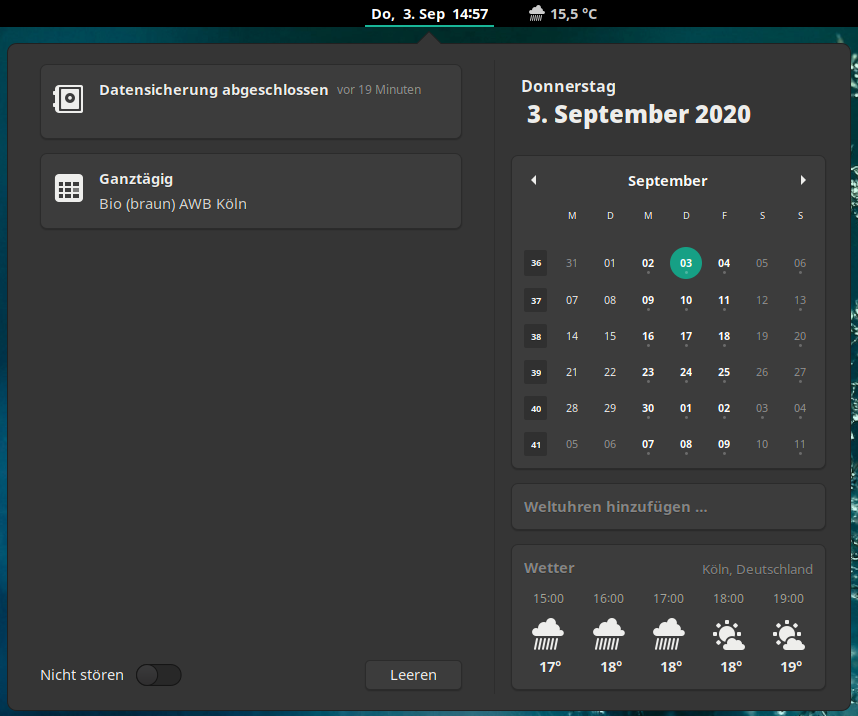 Do, 3. Sep 14:57 15,5 °C
Datensicherung abgeschlossen vor 19 Minuten
Ganztägig
Bio (braun) AWB Köln
Nicht stören
Leeren
Donnerstag
3. September 2020
September
M D M D F S S
36 31 01 02 03 04 05 06
37 07 08 09 10 11 12 13
38 14 15 16 17 18 19 20
39 21 22 23 24 25 26 27
40 28 29 30 01 02 03 04
41 05 06 07 08 09 10 11
Weltuhren hinzufügen …
Wetter Köln, Deutschland
15:00 16:00 17:00 18:00 19:00
17° 18° 18° 18° 19°